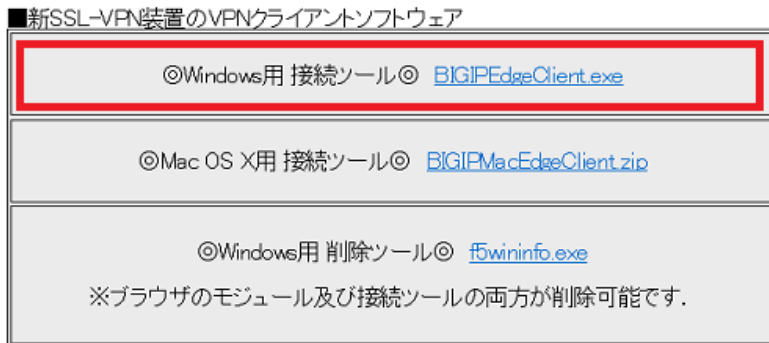 ■新SSL-VPN装置のVPNクライアントソフトウェア
◎Windows用 接続ツール◎ BIGIPEdgeClient.exe
◎Mac OS X用 接続ツール◎ BIGIPMacEdgeClient.zip
◎Windows用 削除ツール◎ f5wininfo.exe
※ブラウザのモジュール及び接続ツールの両方が削除可能です.